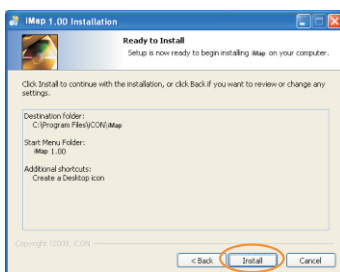 iMap 1.00 Installation
Ready to Install
Setup is now ready to begin installing iMap on your computer.
Click Install to continue with the installation, or click Back if you want to review or change any
settings.
Destination folder:
C:\Program Files\iCON\iMap
Start Menu Folder:
iMap 1.00
Additional shortcuts:
Create a Desktop icon
Copyright ?2009, iCON
< Back
Install
Cancel